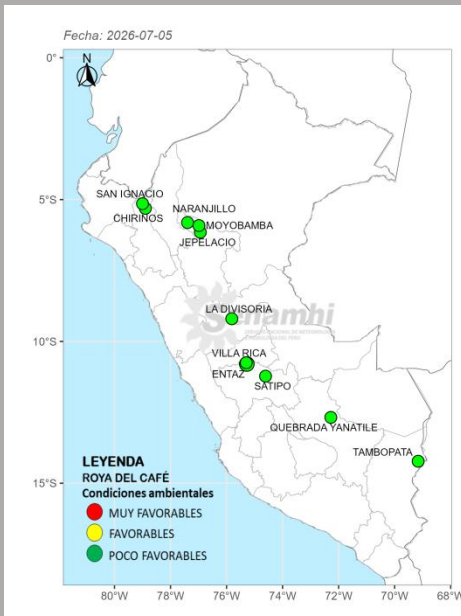 Fecha: 2026-07-05
N
0°
5°S
10°S
15°S
SAN IGNACIO
CHIRINOS
NARANJILLO
MOYOBAMBA
JEPELACIO
LA DIVISORIA
Senamhi
VILLA RICA
ENTAZ
SATIPO
QUEBRADA YANATILE
TAMBOPATA
LEYENDA
ROYA DEL CAFÉ
Condiciones ambientales
MUY FAVORABLES
FAVORABLES
POCO FAVORABLES
80°W 78°W 76°W 74°W 72°W 70°W 68°W